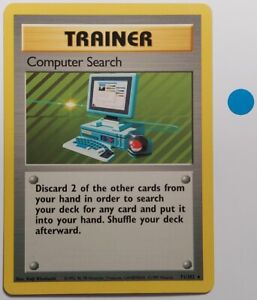 TRAINER
Computer Search
Discard 2 of the other cards from
your hand in order to search
your deck for any card and put it
into your hand. Shuffle your deck
afterward.